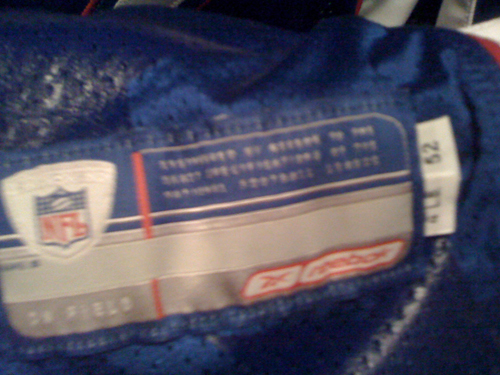 ENGINEERED BY REEBOK TO THE
EXACT SPECIFICATIONS OF THE
NATIONAL FOOTBALL LEAGUE
NFL
ON FIELD
Reebok
52